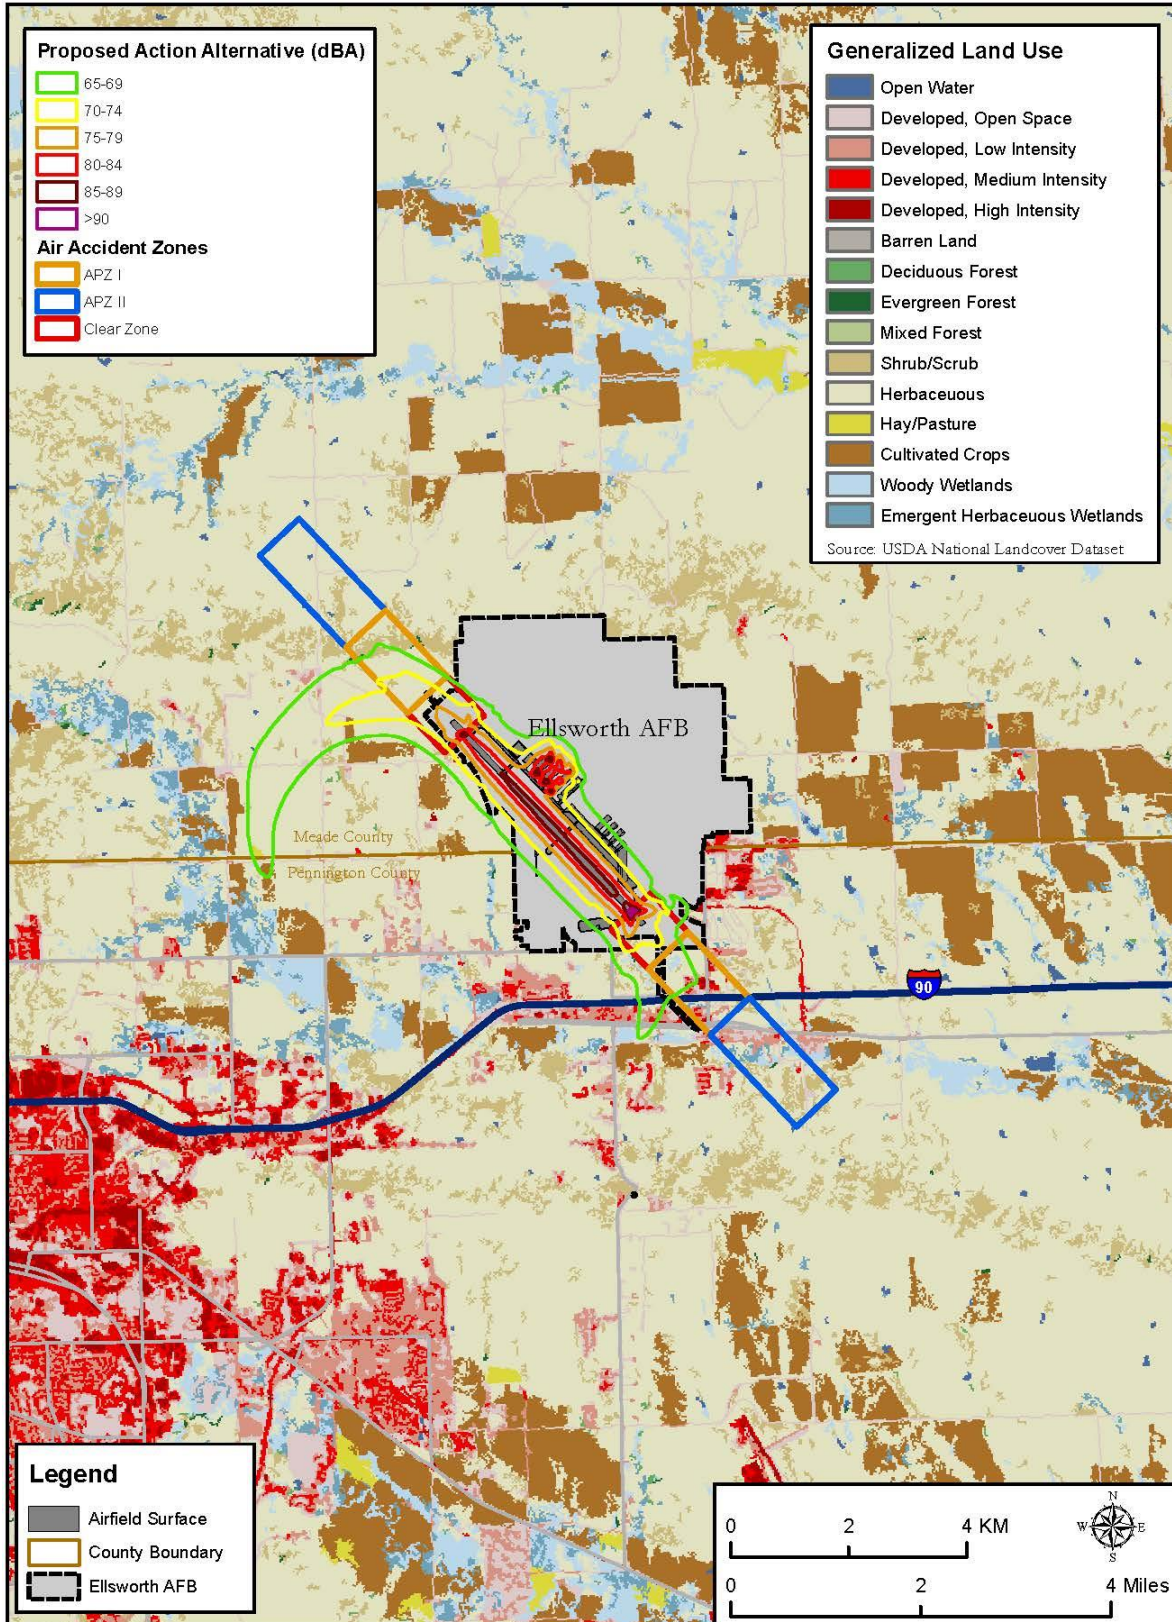 Proposed Action Alternative (dBA)
65-69
70-74
75-79
80-84
85-89
>90
Air Accident Zones
APZ I
APZ II
Clear Zone
Generalized Land Use
Open Water
Developed, Open Space
Developed, Low Intensity
Developed, Medium Intensity
Developed, High Intensity
Barren Land
Deciduous Forest
Evergreen Forest
Mixed Forest
Shrub/Scrub
Herbaceuous
Hay/Pasture
Cultivated Crops
Woody Wetlands
Emergent Herbaceuous Wetlands
Source: USDA National Landcover Dataset
Ellsworth AFB
Meade County
Pennington County
90
Legend
Airfield Surface
County Boundary
Ellsworth AFB
N
W E
S
0 2 4 KM
0 2 4 Miles